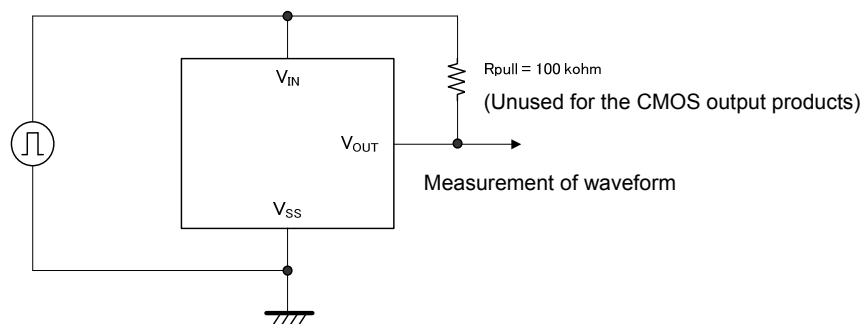 V_IN
Rpull = 100 kohm
(Unused for the CMOS output products)
V_OUT
Measurement of waveform
V_SS